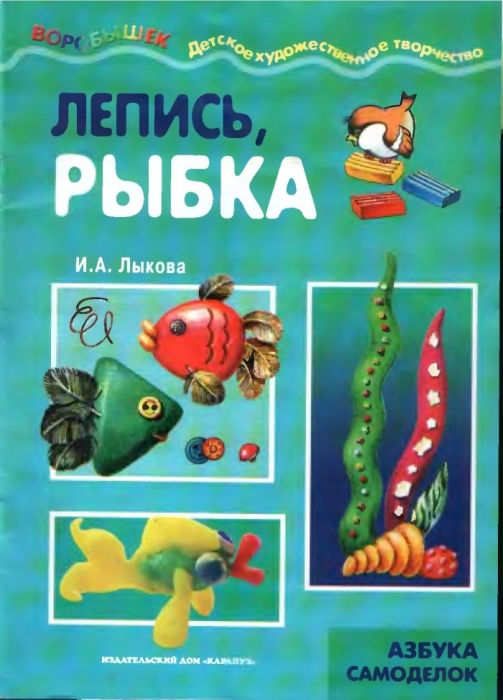 ВОРОБЫШЕК
Детское художественное творчество
ЛЕПИСЬ,
РЫБКА
И.А. Лыкова
ИЗДАТЕЛЬСКИЙ ДОМ «КАРАПУЗ»
АЗБУКА
САМОДЕЛОК